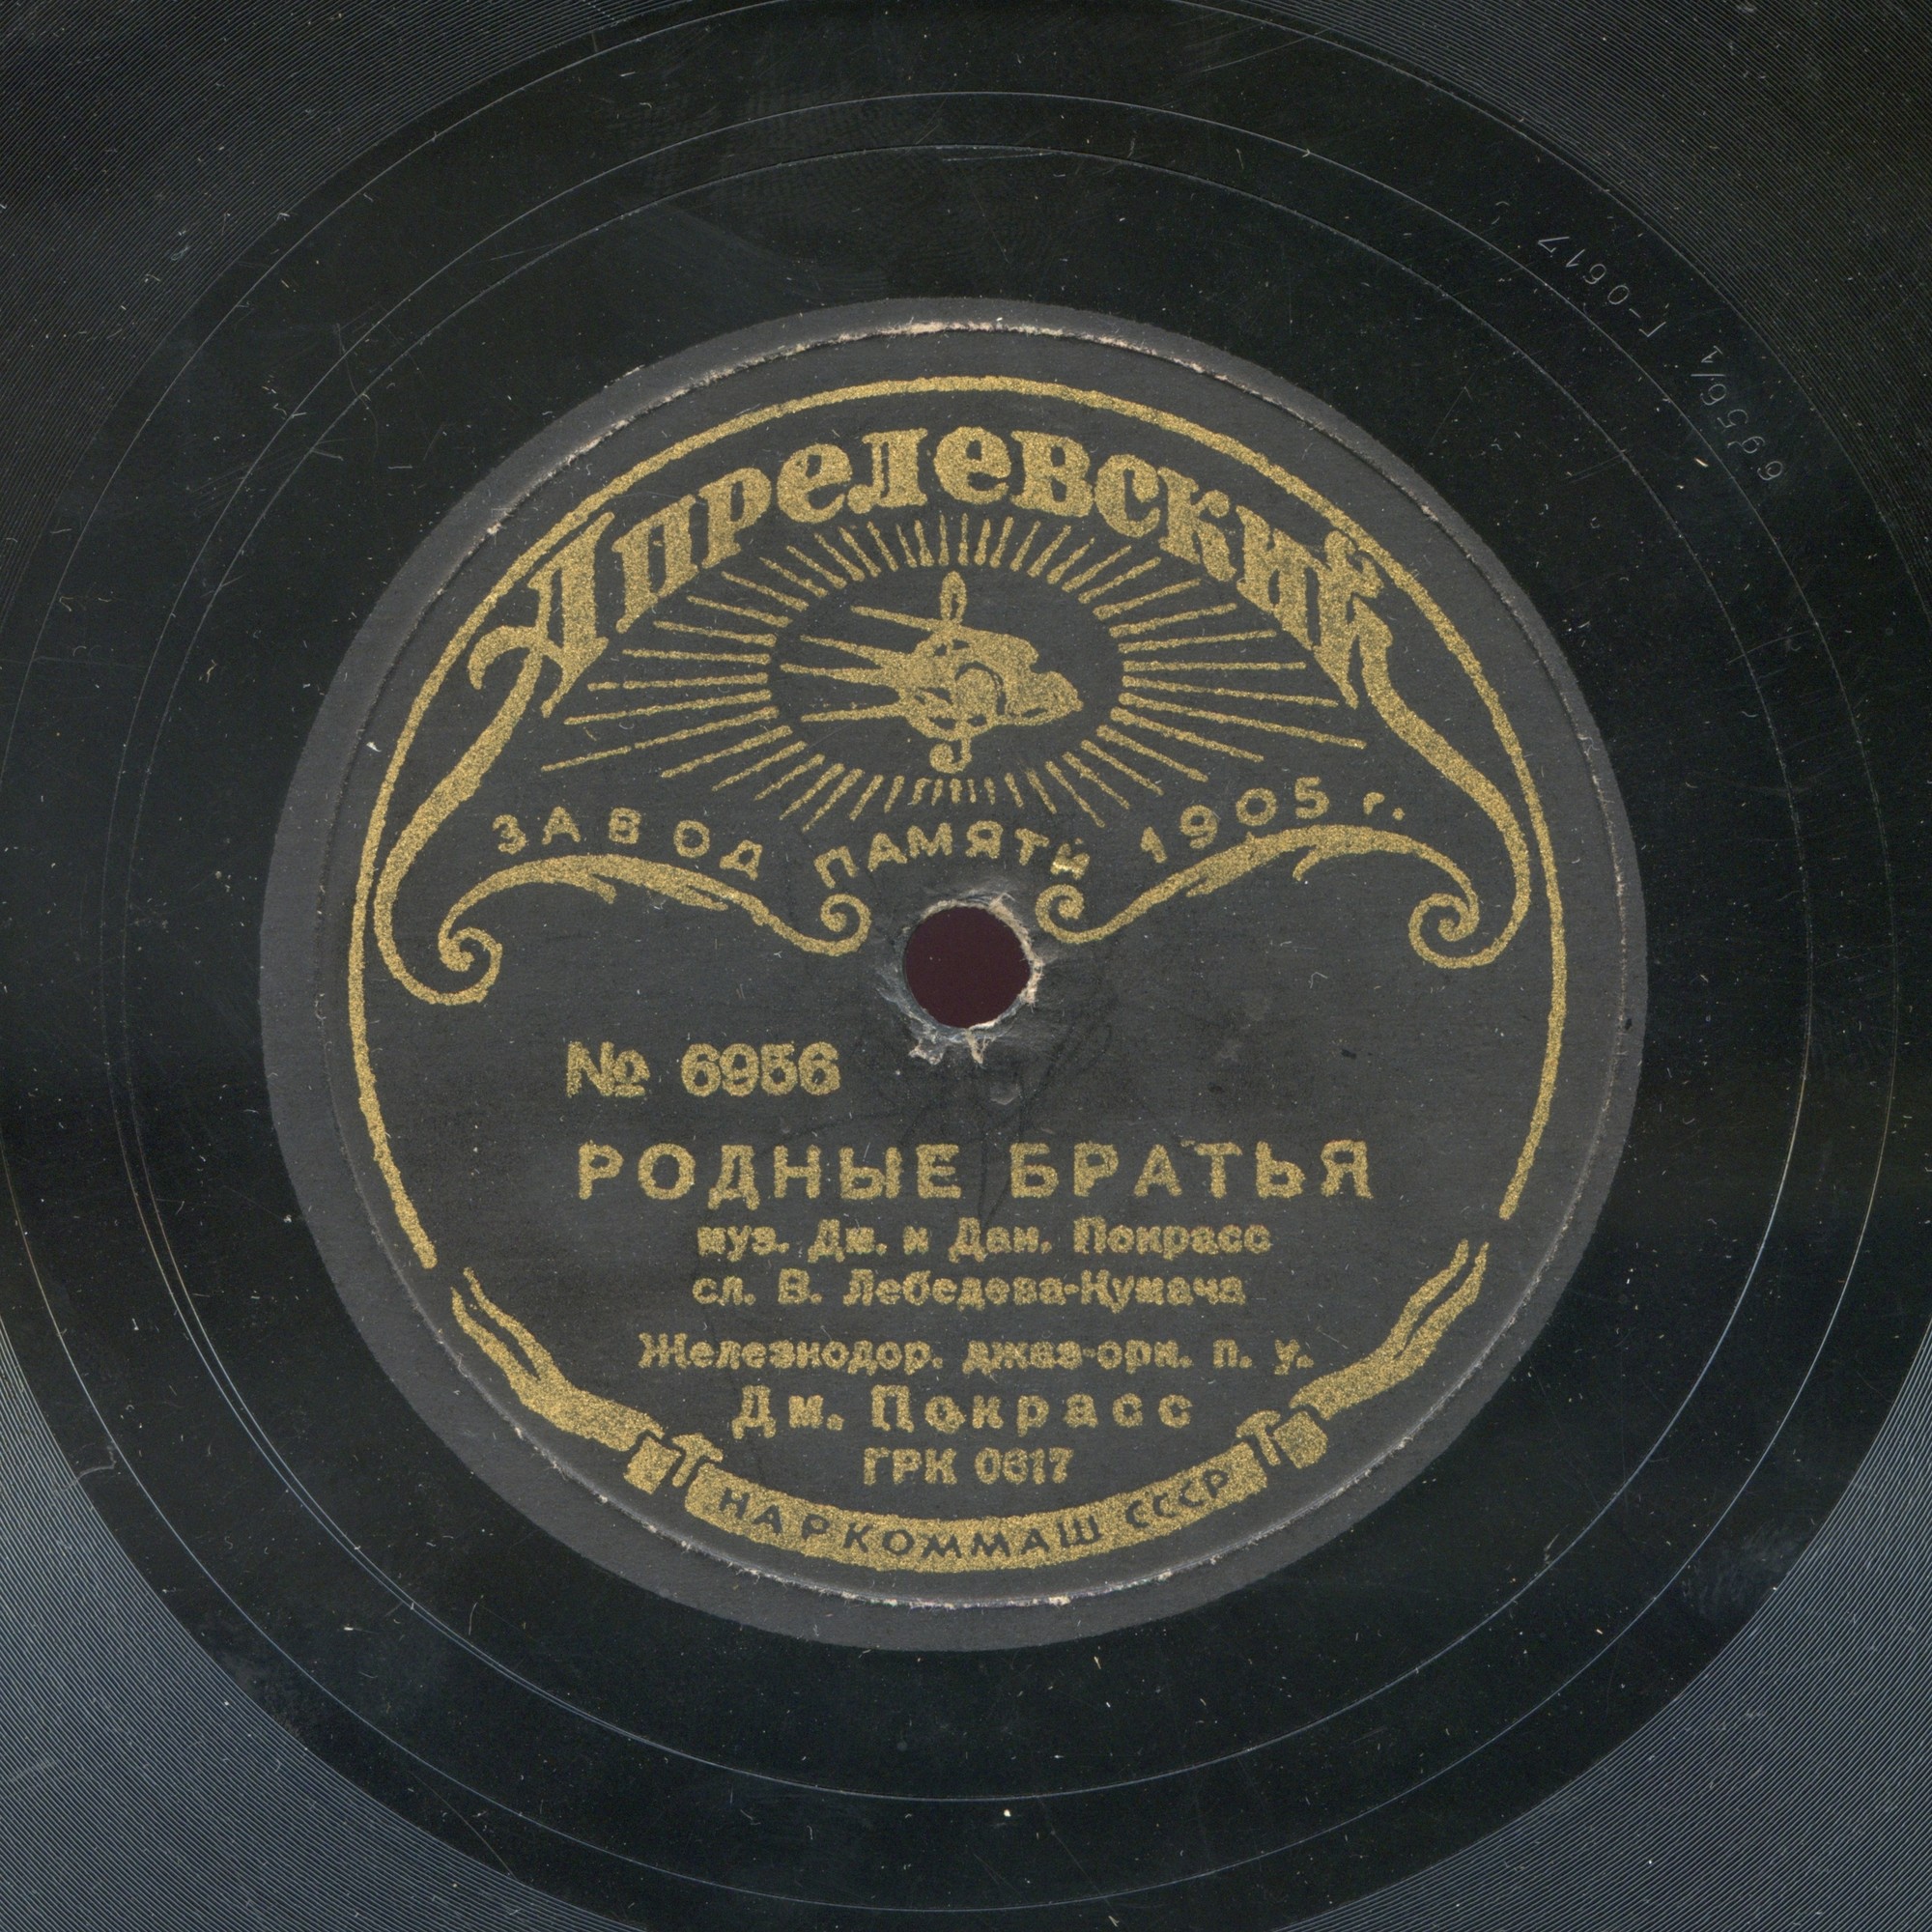 Апрелевский
ЗАВОД ПАМЯТИ 1905 г.
№ 6956
РОДНЫЕ БРАТЬЯ
муз. Дм. и Дан. Покрасс
сл. В. Лебедева-Кумача
Железнодор. джаз-орк. п. у.
Дм. Покрасс
ГРК 0617
НАРКОММАШ СССР
6956/1 Г-0617